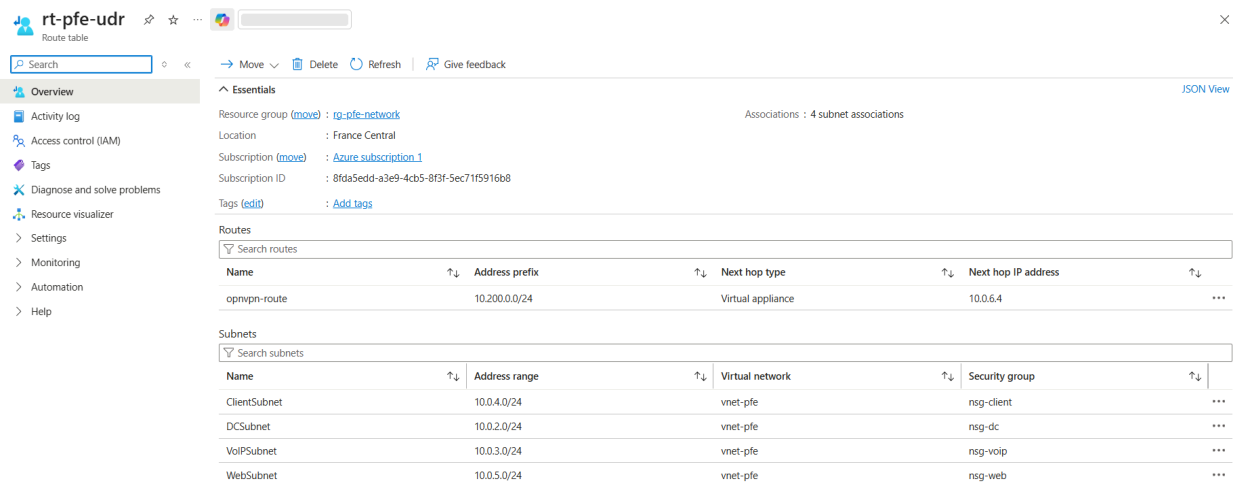 rt-pfe-udr
Route table
Search
Overview
Activity log
Access control (IAM)
Tags
Diagnose and solve problems
Resource visualizer
Settings
Monitoring
Automation
Help
Move Delete Refresh Give feedback
Essentials JSON View
Resource group (move) : rg-pfe-network Associations : 4 subnet associations
Location : France Central
Subscription (move) : Azure subscription 1
Subscription ID : 8fda5edd-a3e9-4cb5-8f3f-5ec71f5916b8
Tags (edit) : Add tags
Routes
Search routes
Name Address prefix Next hop type Next hop IP address
opnvpn-route 10.200.0.0/24 Virtual appliance 10.0.6.4
Subnets
Search subnets
Name Address range Virtual network Security group
ClientSubnet 10.0.4.0/24 vnet-pfe nsg-client
DCSubnet 10.0.2.0/24 vnet-pfe nsg-dc
VoIPSubnet 10.0.3.0/24 vnet-pfe nsg-voip
WebSubnet 10.0.5.0/24 vnet-pfe nsg-web